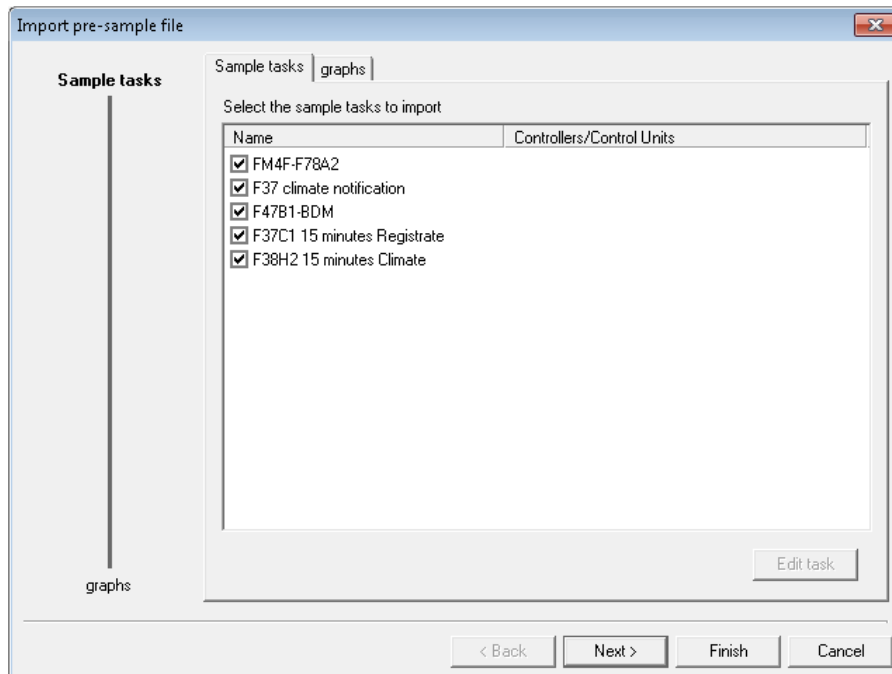 Import pre-sample file
Sample tasks
Sample tasks graphs
Select the sample tasks to import
Name Controllers/Control Units
FM4F-F78A2
F37 climate notification
F47B1-BDM
F37C1 15 minutes Registrate
F38H2 15 minutes Climate
Edit task
graphs
< Back Next > Finish Cancel